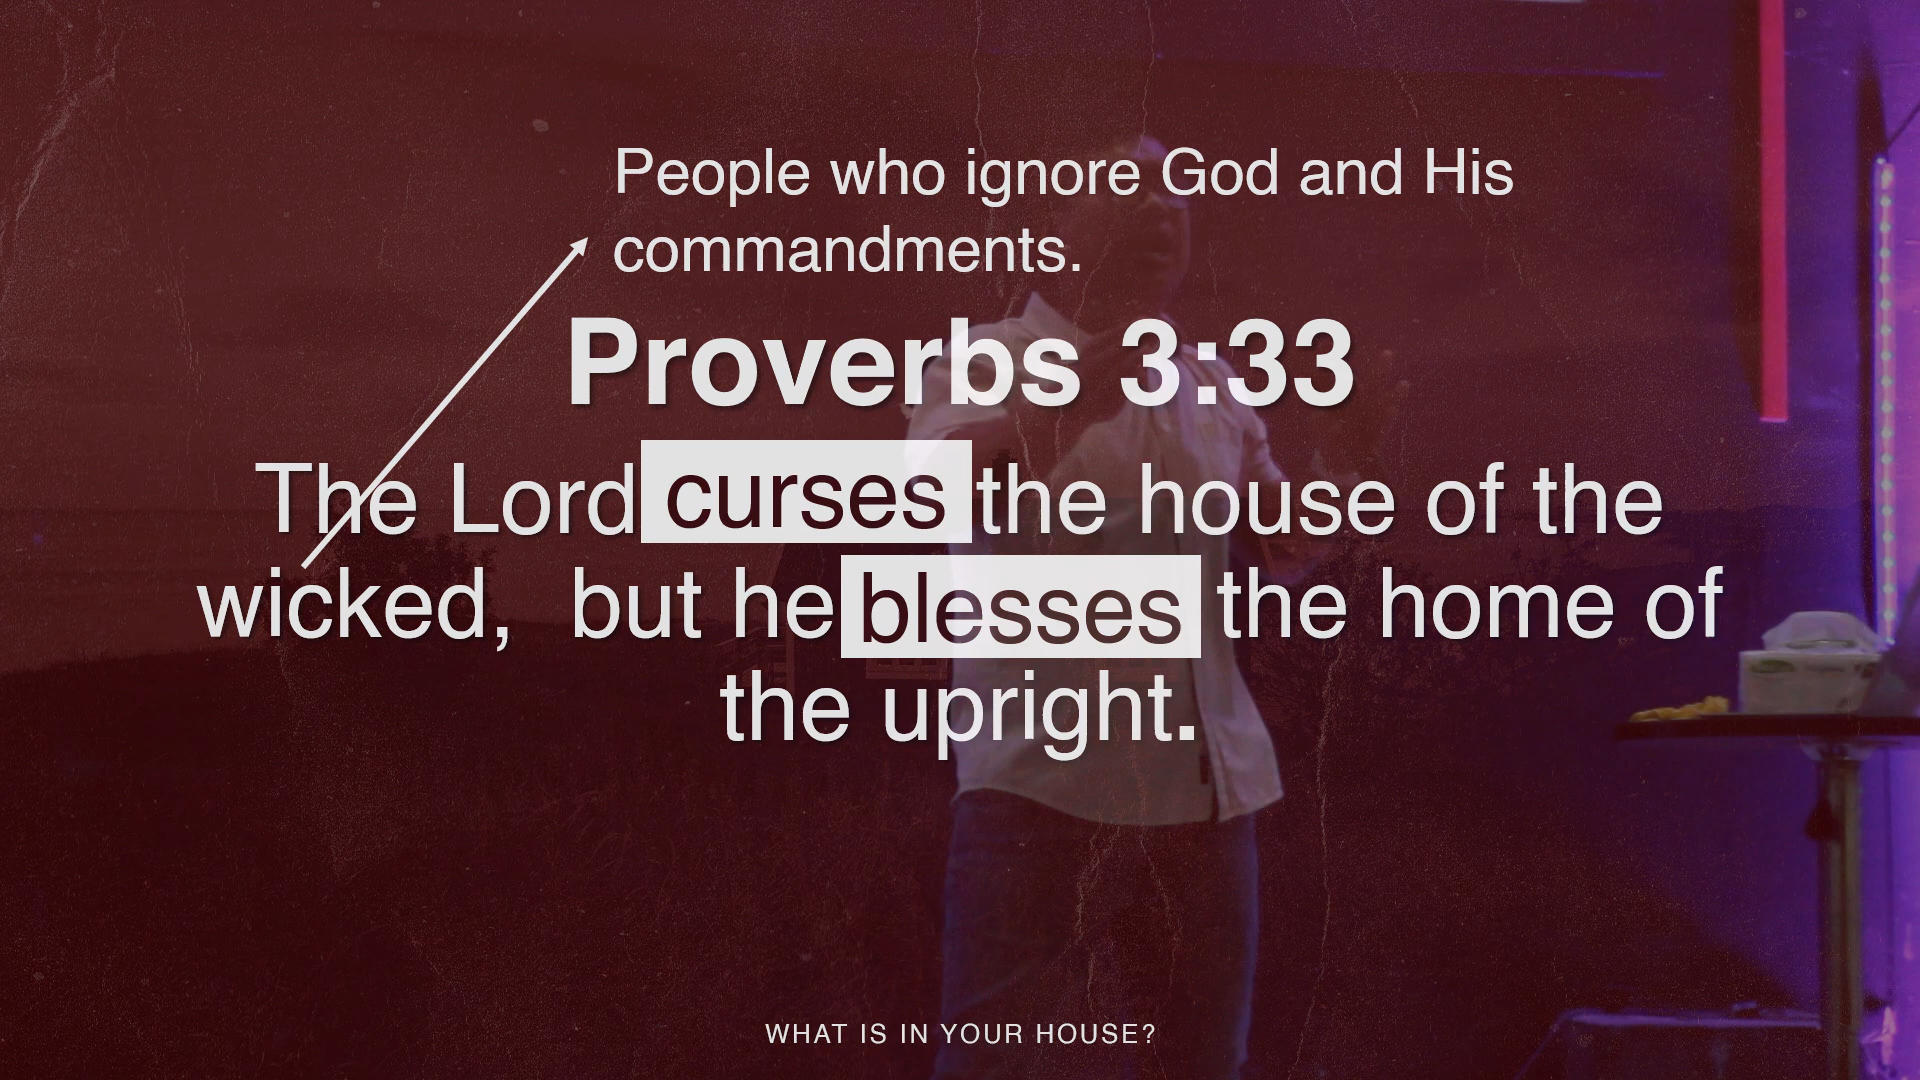 People who ignore God and His
commandments.
Proverbs 3:33
The Lord curses the house of the
wicked, but he blesses the home of
the upright.
WHAT IS IN YOUR HOUSE?